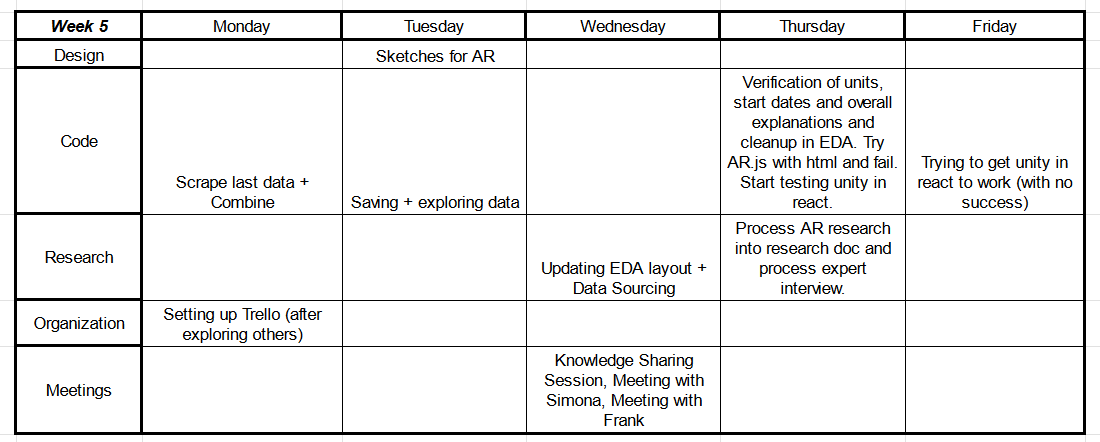 Week 5 Monday Tuesday Wednesday Thursday Friday
Design Sketches for AR
Code
Scrape last data +
Combine
Saving + exploring data
Verification of units,
start dates and overall
explanations and
cleanup in EDA. Try
AR.js with html and fail.
Start testing unity in
react.
Trying to get unity in
react to work (with no
success)
Research
Updating EDA layout +
Data Sourcing
Process AR research
into research doc and
process expert
interview.
Organization
Setting up Trello (after
exploring others)
Meetings
Knowledge Sharing
Session, Meeting with
Simona, Meeting with
Frank